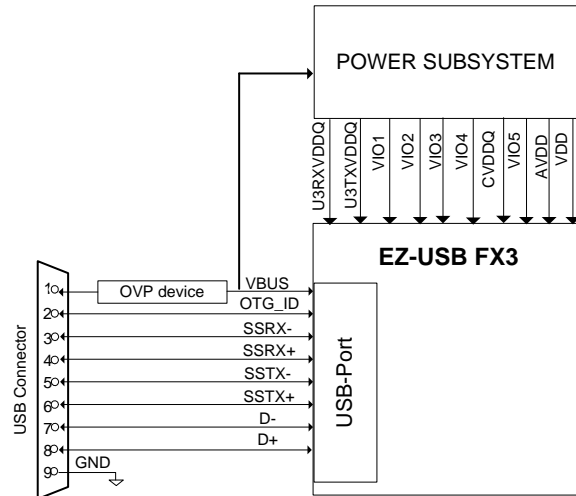 POWER SUBSYSTEM
U3RXVDDQ
U3TXVDDQ
VIO1
VIO2
VIO3
VIO4
CVDDQ
VIO5
AVDD
VDD
EZ-USB FX3
USB-Port
USB Connector
1
OVP device
VBUS
2
OTG_ID
3
SSRX-
4
SSRX+
5
SSTX-
6
SSTX+
7
D-
8
D+
9
GND